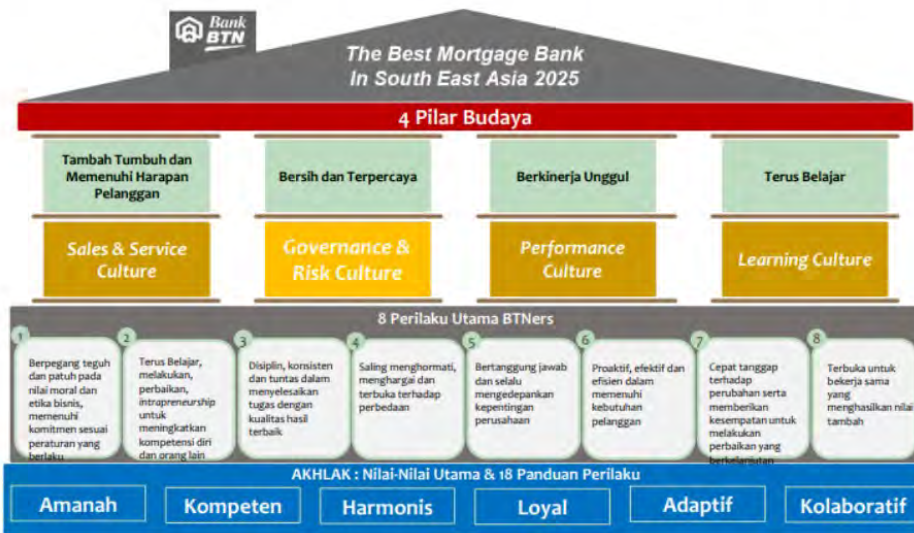 Bank
BTN
The Best Mortgage Bank
In South East Asia 2025
4 Pilar Budaya
Tambah Tumbuh dan
Memenuhi Harapan
Pelanggan
Bersih dan Terpercaya
Berkinerja Unggul
Terus Belajar
Sales & Service
Culture
Governance &
Risk Culture
Performance
Culture
Learning Culture
8 Perilaku Utama BTNers
1
Berpegang teguh
dan patuh pada
nilai moral dan
etika bisnis,
memenuhi
komitmen sesuai
peraturan yang
berlaku
2
Terus Belajar,
melakukan,
perbaikan,
intrapreneurship
untuk
meningkatkan
kompetensi diri
dan orang lain
3
Disiplin, konsisten
dan tuntas dalam
menyelesaikan
tugas dengan
kualitas hasil
terbaik
4
Saling menghormati,
menghargai dan
terbuka terhadap
perbedaan
5
Bertanggung jawab
dan selalu
mengedepankan
kepentingan
perusahaan
6
Proaktif, efektif dan
efisien dalam
memenuhi
kebutuhan
pelanggan
7
Cepat tanggap
terhadap
perubahan serta
memberikan
kesempatan untuk
melakukan
perbaikan yang
berkelanjutan
8
Terbuka untuk
bekerja sama
yang
menghasilkan nilai
tambah
AKHLAK : Nilai-Nilai Utama & 18 Panduan Perilaku
Amanah
Kompeten
Harmonis
Loyal
Adaptif
Kolaboratif